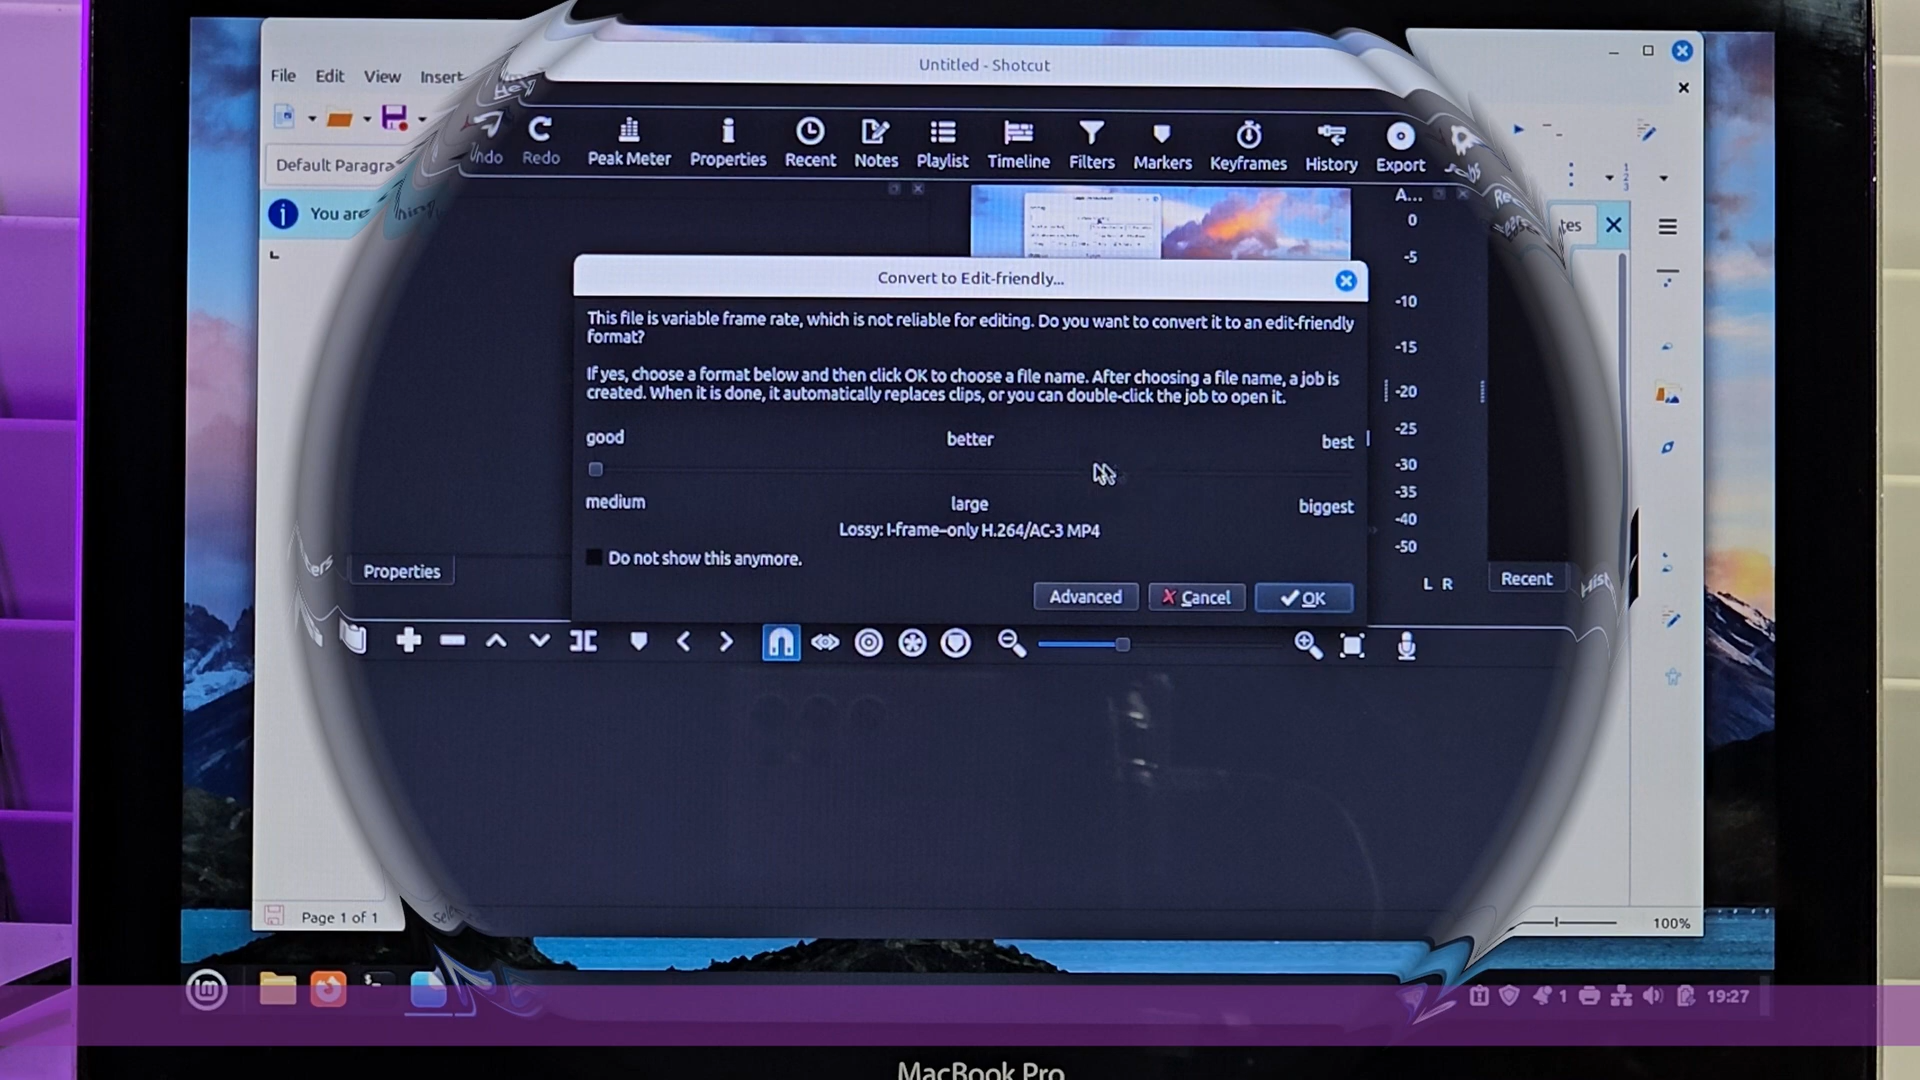 Untitled - Shotcut
File Edit View Insert
Hey
Undo Redo Peak Meter Properties Recent Notes Playlist Timeline Filters Markers Keyframes History Export Jobs
Default Paragra
You are
tes
A...
0
-5
-10
-15
-20
-25
-30
-35
-40
-50
L R
Convert to Edit-friendly...
This file is variable frame rate, which is not reliable for editing. Do you want to convert it to an edit-friendly
format?
If yes, choose a format below and then click OK to choose a file name. After choosing a file name, a job is
created. When it is done, it automatically replaces clips, or you can double-click the job to open it.
good better best
medium large biggest
Lossy: I-frame–only H.264/AC-3 MP4
Do not show this anymore.
Advanced Cancel OK
Properties
Recent
Hist
Page 1 of 1
100%
1 19:27
MacBook Pro